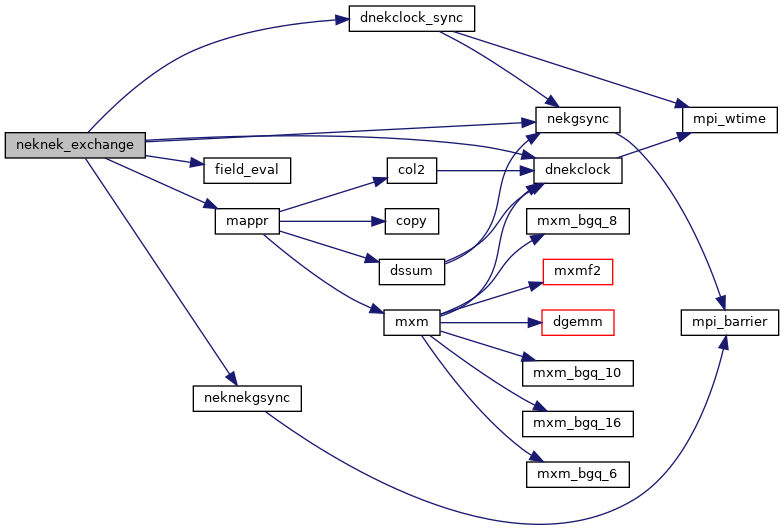 dnekclock_sync
nekgsync
mpi_wtime
neknek_exchange
field_eval
col2
dnekclock
mappr
copy
mxm_bgq_8
dssum
mxmf2
mxm
dgemm
mpi_barrier
mxm_bgq_10
neknekgsync
mxm_bgq_16
mxm_bgq_6